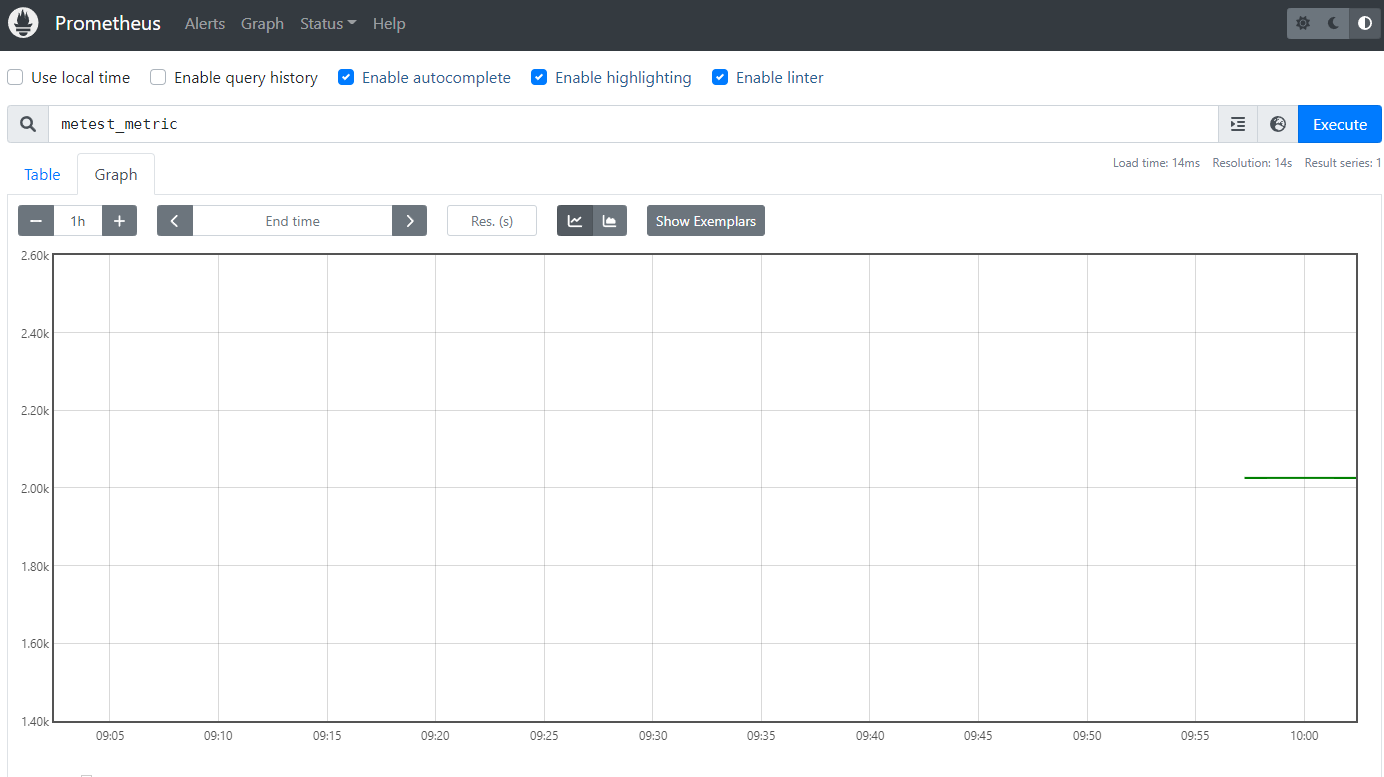 Prometheus Alerts Graph Status Help
Use local time Enable query history Enable autocomplete Enable highlighting Enable linter
metest_metric Execute
Load time: 14ms Resolution: 14s Result series: 1
Table Graph
1h End time Res. (s) Show Exemplars
2.60k
2.40k
2.20k
2.00k
1.80k
1.60k
1.40k
09:05 09:10 09:15 09:20 09:25 09:30 09:35 09:40 09:45 09:50 09:55 10:00